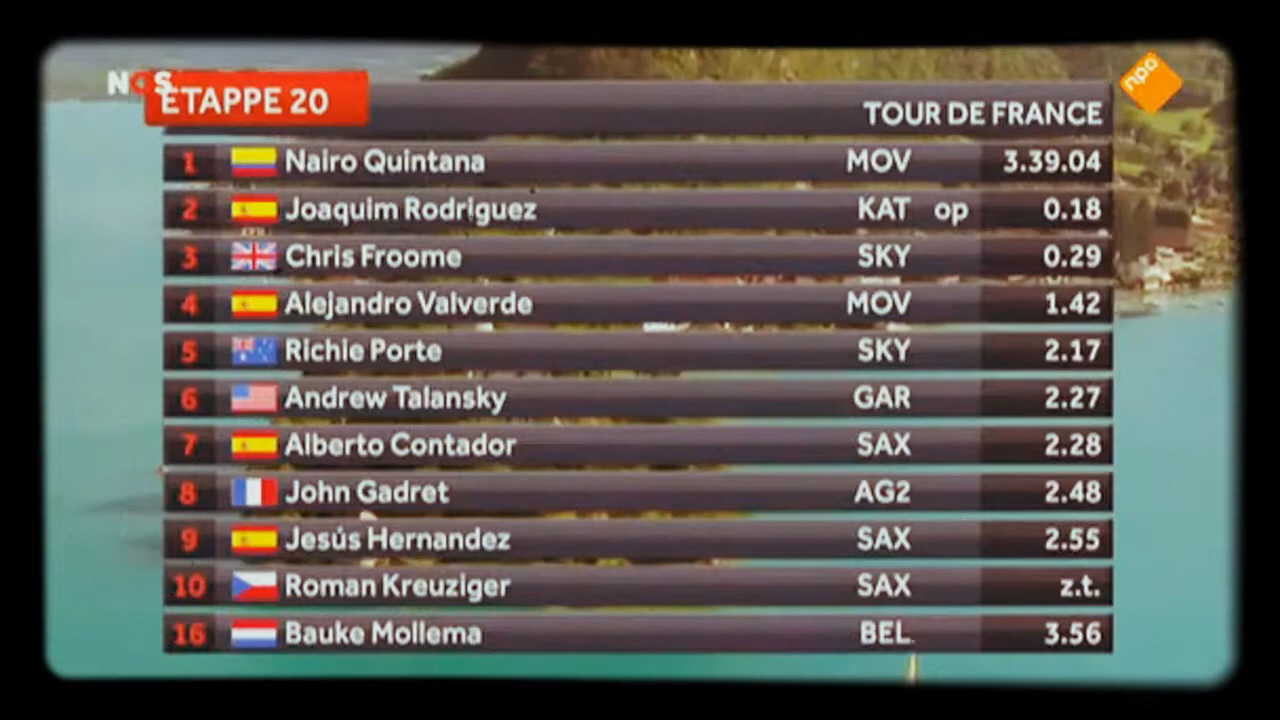 NOS
npo
ETAPPE 20
TOUR DE FRANCE
1 Nairo Quintana MOV 3.39.04
2 Joaquim Rodriguez KAT op 0.18
3 Chris Froome SKY 0.29
4 Alejandro Valverde MOV 1.42
5 Richie Porte SKY 2.17
6 Andrew Talansky GAR 2.27
7 Alberto Contador SAX 2.28
8 John Gadret AG2 2.48
9 Jesús Hernandez SAX 2.55
10 Roman Kreuziger SAX z.t.
16 Bauke Mollema BEL 3.56